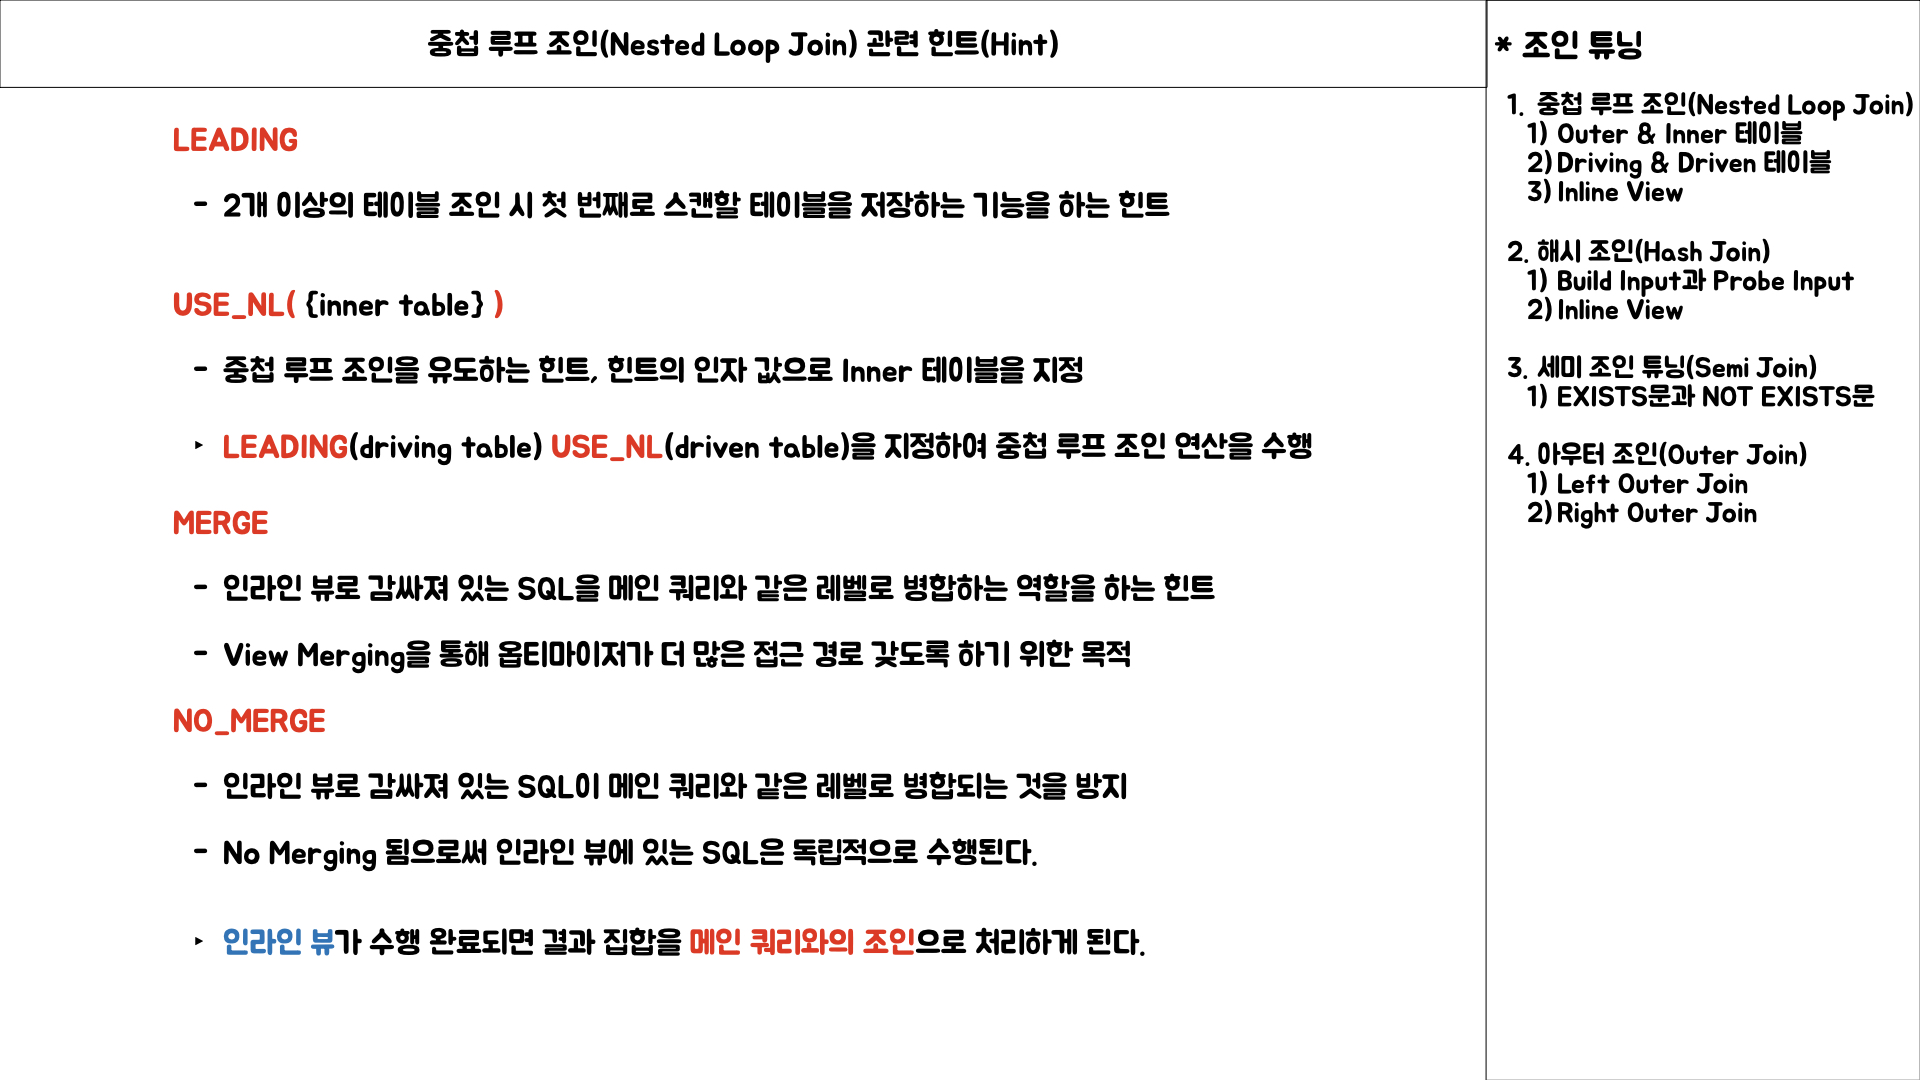 중첩 루프 조인(Nested Loop Join) 관련 힌트(Hint)
LEADING
- 2개 이상의 테이블 조인 시 첫 번째로 스캔할 테이블을 저장하는 기능을 하는 힌트
USE_NL( {inner table} )
- 중첩 루프 조인을 유도하는 힌트, 힌트의 인자 값으로 Inner 테이블을 지정
‣ LEADING(driving table) USE_NL(driven table)을 지정하여 중첩 루프 조인 연산을 수행
MERGE
- 인라인 뷰로 감싸져 있는 SQL을 메인 쿼리와 같은 레벨로 병합하는 역할을 하는 힌트
- View Merging을 통해 옵티마이저가 더 많은 접근 경로 갖도록 하기 위한 목적
NO_MERGE
- 인라인 뷰로 감싸져 있는 SQL이 메인 쿼리와 같은 레벨로 병합되는 것을 방지
- No Merging 됨으로써 인라인 뷰에 있는 SQL은 독립적으로 수행된다.
‣ 인라인 뷰가 수행 완료되면 결과 집합을 메인 쿼리와의 조인으로 처리하게 된다.
* 조인 튜닝
1. 중첩 루프 조인(Nested Loop Join)
1) Outer & Inner 테이블
2) Driving & Driven 테이블
3) Inline View
2. 해시 조인(Hash Join)
1) Build Input과 Probe Input
2) Inline View
3. 세미 조인 튜닝(Semi Join)
1) EXISTS문과 NOT EXISTS문
4. 아우터 조인(Outer Join)
1) Left Outer Join
2) Right Outer Join